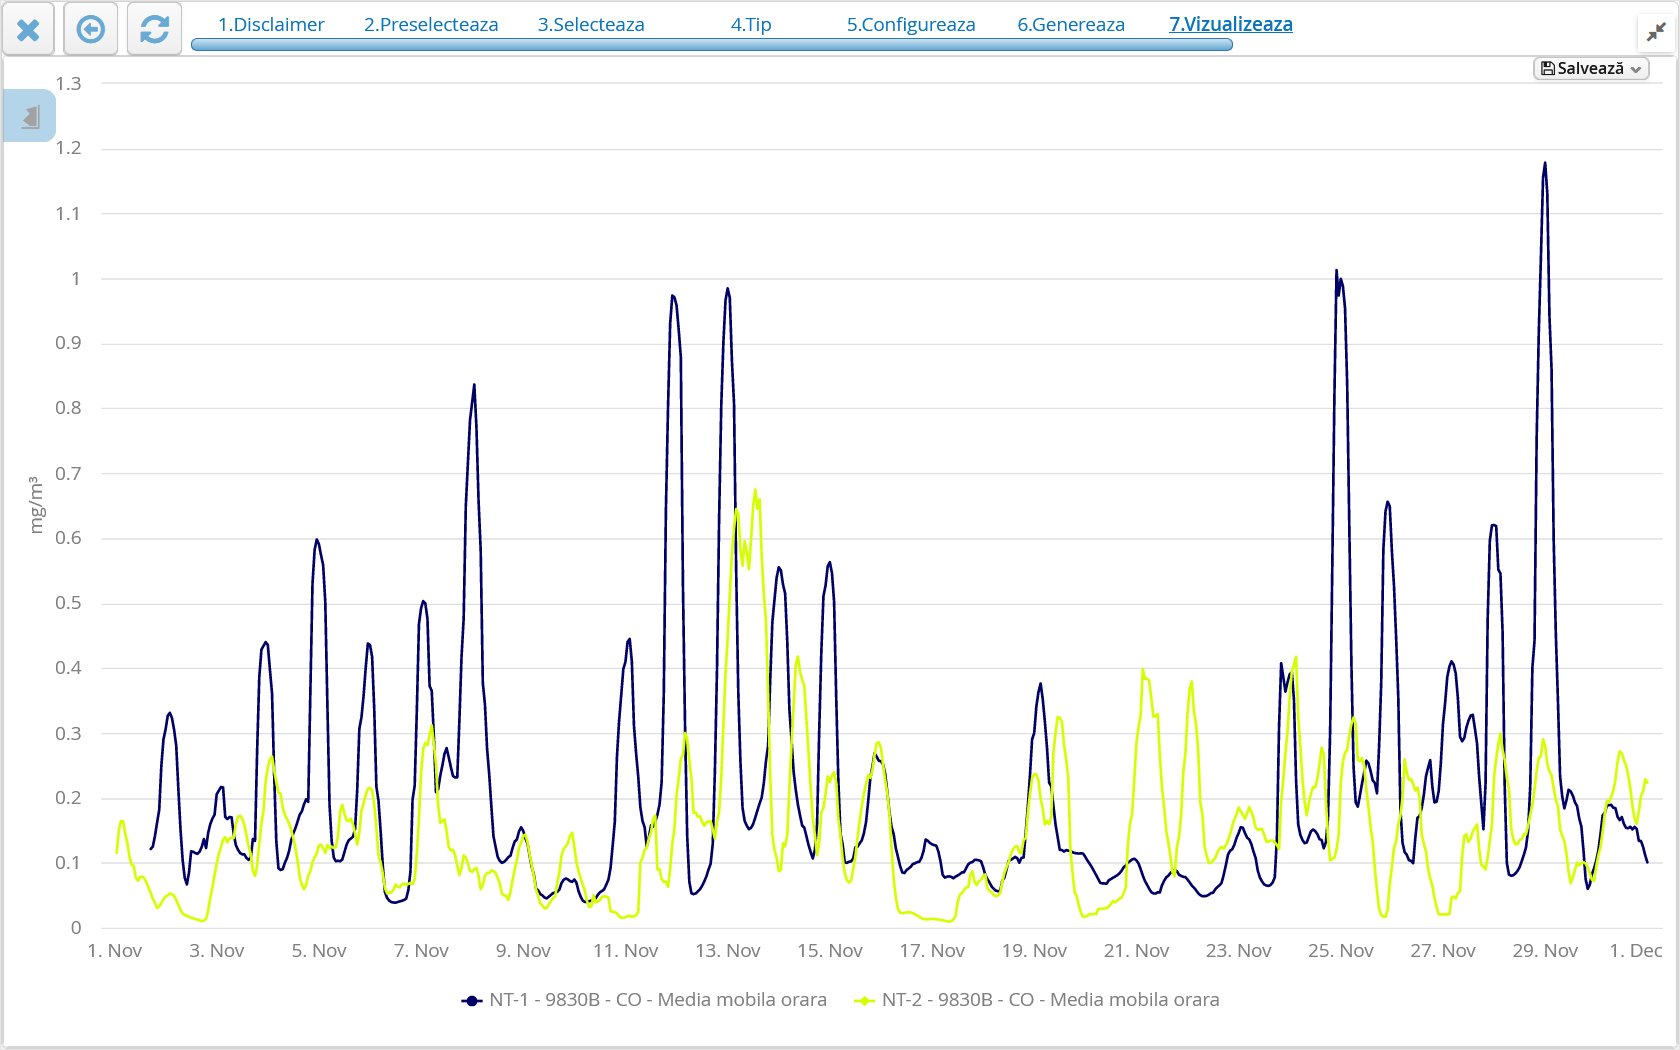 1.Disclaimer 2.Preselecteaza 3.Selecteaza 4.Tip 5.Configureaza 6.Genereaza 7.Vizualizeaza
Salvează
1.3
1.2
1.1
1
0.9
0.8
0.7
0.6
0.5
0.4
0.3
0.2
0.1
0
mg/m³
1. Nov 3. Nov 5. Nov 7. Nov 9. Nov 11. Nov 13. Nov 15. Nov 17. Nov 19. Nov 21. Nov 23. Nov 25. Nov 27. Nov 29. Nov 1. Dec
NT-1 - 9830B - CO - Media mobila orara NT-2 - 9830B - CO - Media mobila orara